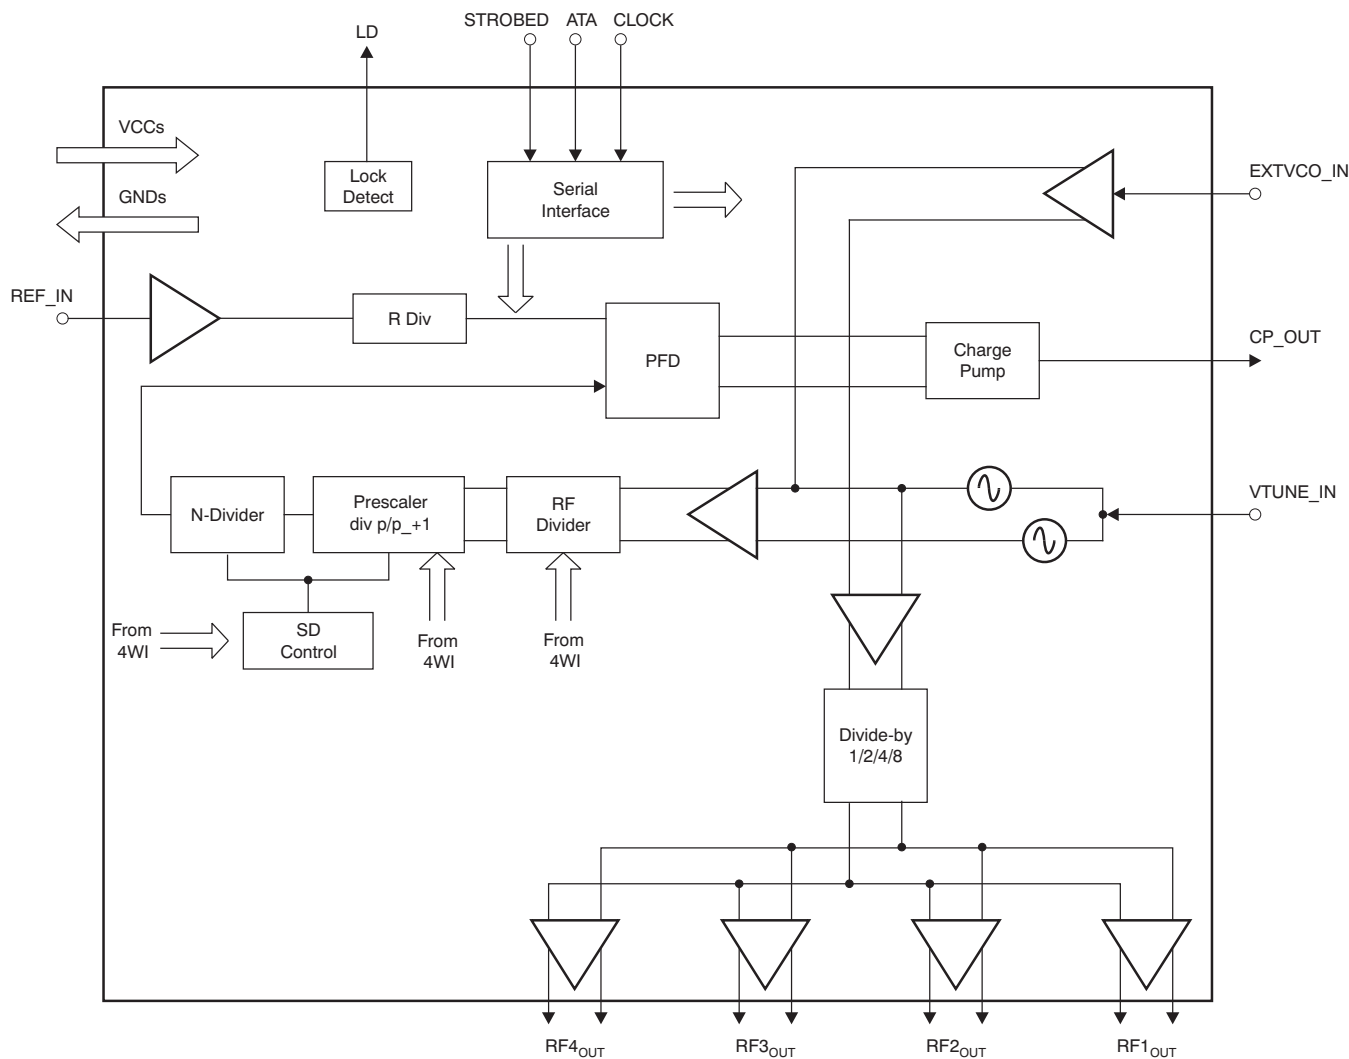 STROBED ATA CLOCK
LD
VCCs
GNDs
Lock
Detect
Serial
Interface
EXTVCO_IN
REF_IN
R Div
PFD
Charge
Pump
CP_OUT
N-Divider
Prescaler
div p/p_+1
RF
Divider
VTUNE_IN
From
4WI
SD
Control
From
4WI
From
4WI
Divide-by
1/2/4/8
RF4OUT
RF3OUT
RF2OUT
RF1OUT